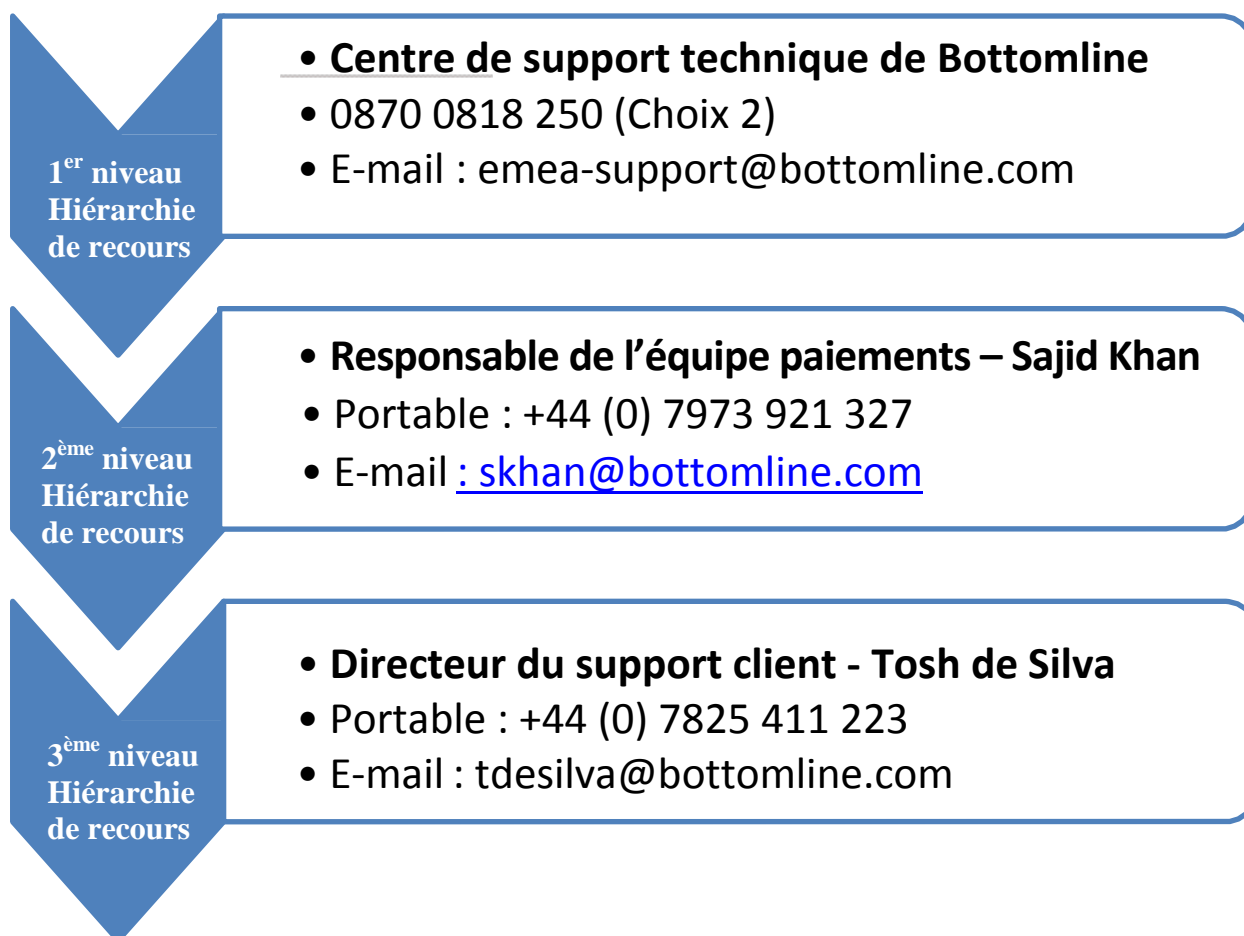 1er niveau
Hiérarchie
de recours
• Centre de support technique de Bottomline
• 0870 0818 250 (Choix 2)
• E-mail : emea-support@bottomline.com
2ème niveau
Hiérarchie
de recours
• Responsable de l’équipe paiements – Sajid Khan
• Portable : +44 (0) 7973 921 327
• E-mail : skhan@bottomline.com
3ème niveau
Hiérarchie
de recours
• Directeur du support client - Tosh de Silva
• Portable : +44 (0) 7825 411 223
• E-mail : tdesilva@bottomline.com